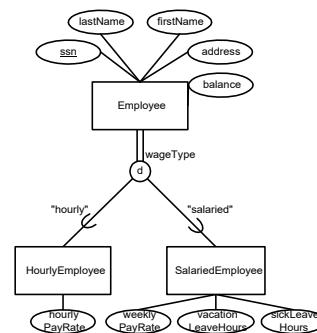 lastName
firstName
ssn
address
balance
Employee
wageType
d
"hourly"
"salaried"
HourlyEmployee
SalariedEmployee
hourly
PayRate
weekly
PayRate
vacation
LeaveHours
sickLeave
Hours